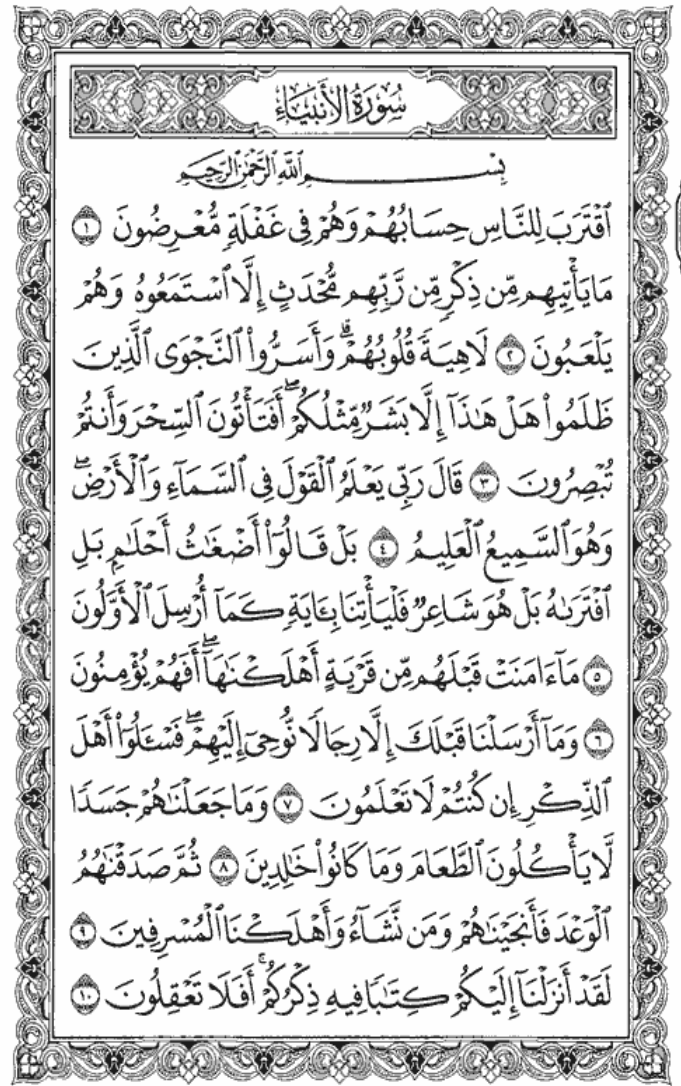 سُورَةُ الأَنبِيَاءِ
بِسْمِ ٱللَّهِ ٱلرَّحْمَٰنِ ٱلرَّحِيمِ
ٱقْتَرَبَ لِلنَّاسِ حِسَابُهُمْ وَهُمْ فِى غَفْلَةٍ مُّعْرِضُونَ ١
مَا يَأْتِيهِم مِّن ذِكْرٍ مِّن رَّبِّهِم مُّحْدَثٍ إِلَّا ٱسْتَمَعُوهُ وَهُمْ
يَلْعَبُونَ ٢ لَاهِيَةً قُلُوبُهُمْ ۗ وَأَسَرُّوا۟ ٱلنَّجْوَى ٱلَّذِينَ
ظَلَمُوا۟ هَلْ هَٰذَآ إِلَّا بَشَرٌ مِّثْلُكُمْ ۖ أَفَتَأْتُونَ ٱلسِّحْرَ وَأَنتُمْ
تُبْصِرُونَ ٣ قَالَ رَبِّى يَعْلَمُ ٱلْقَوْلَ فِى ٱلسَّمَآءِ وَٱلْأَرْضِ ۖ
وَهُوَ ٱلسَّمِيعُ ٱلْعَلِيمُ ٤ بَلْ قَالُوٓا۟ أَضْغَٰثُ أَحْلَٰمٍۭ بَلِ
ٱفْتَرَىٰهُ بَلْ هُوَ شَاعِرٌ فَلْيَأْتِنَا بِـَٔايَةٍ كَمَآ أُرْسِلَ ٱلْأَوَّلُونَ
٥ مَآ ءَامَنَتْ قَبْلَهُم مِّن قَرْيَةٍ أَهْلَكْنَٰهَآ ۖ أَفَهُمْ يُؤْمِنُونَ
٦ وَمَآ أَرْسَلْنَا قَبْلَكَ إِلَّا رِجَالًا نُّوحِىٓ إِلَيْهِمْ ۖ فَسْـَٔلُوٓا۟ أَهْلَ
ٱلذِّكْرِ إِن كُنتُمْ لَا تَعْلَمُونَ ٧ وَمَا جَعَلْنَٰهُمْ جَسَدًا
لَّا يَأْكُلُونَ ٱلطَّعَامَ وَمَا كَانُوا۟ خَٰلِدِينَ ٨ ثُمَّ صَدَقْنَٰهُمُ
ٱلْوَعْدَ فَأَنجَيْنَٰهُمْ وَمَن نَّشَآءُ وَأَهْلَكْنَا ٱلْمُسْرِفِينَ ٩
لَقَدْ أَنزَلْنَآ إِلَيْكُمْ كِتَٰبًا فِيهِ ذِكْرُكُمْ ۖ أَفَلَا تَعْقِلُونَ ١٠